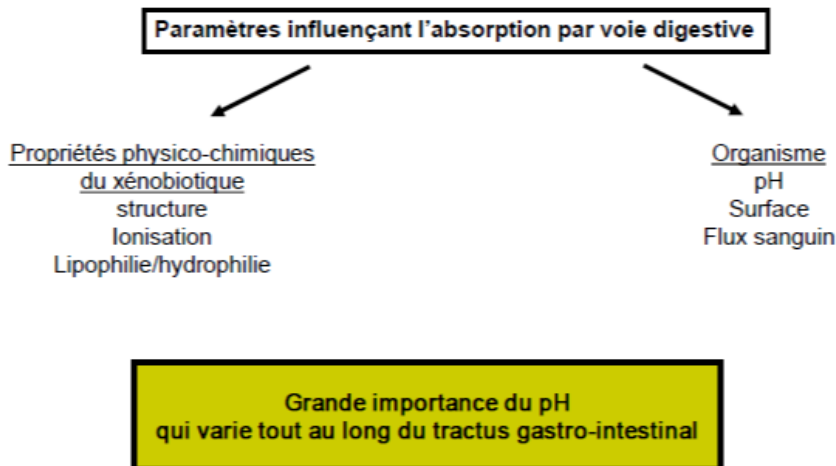 Paramètres influençant l'absorption par voie digestive
Propriétés physico-chimiques
du xénobiotique
structure
Ionisation
Lipophilie/hydrophilie
Organisme
pH
Surface
Flux sanguin
Grande importance du pH
qui varie tout au long du tractus gastro-intestinal